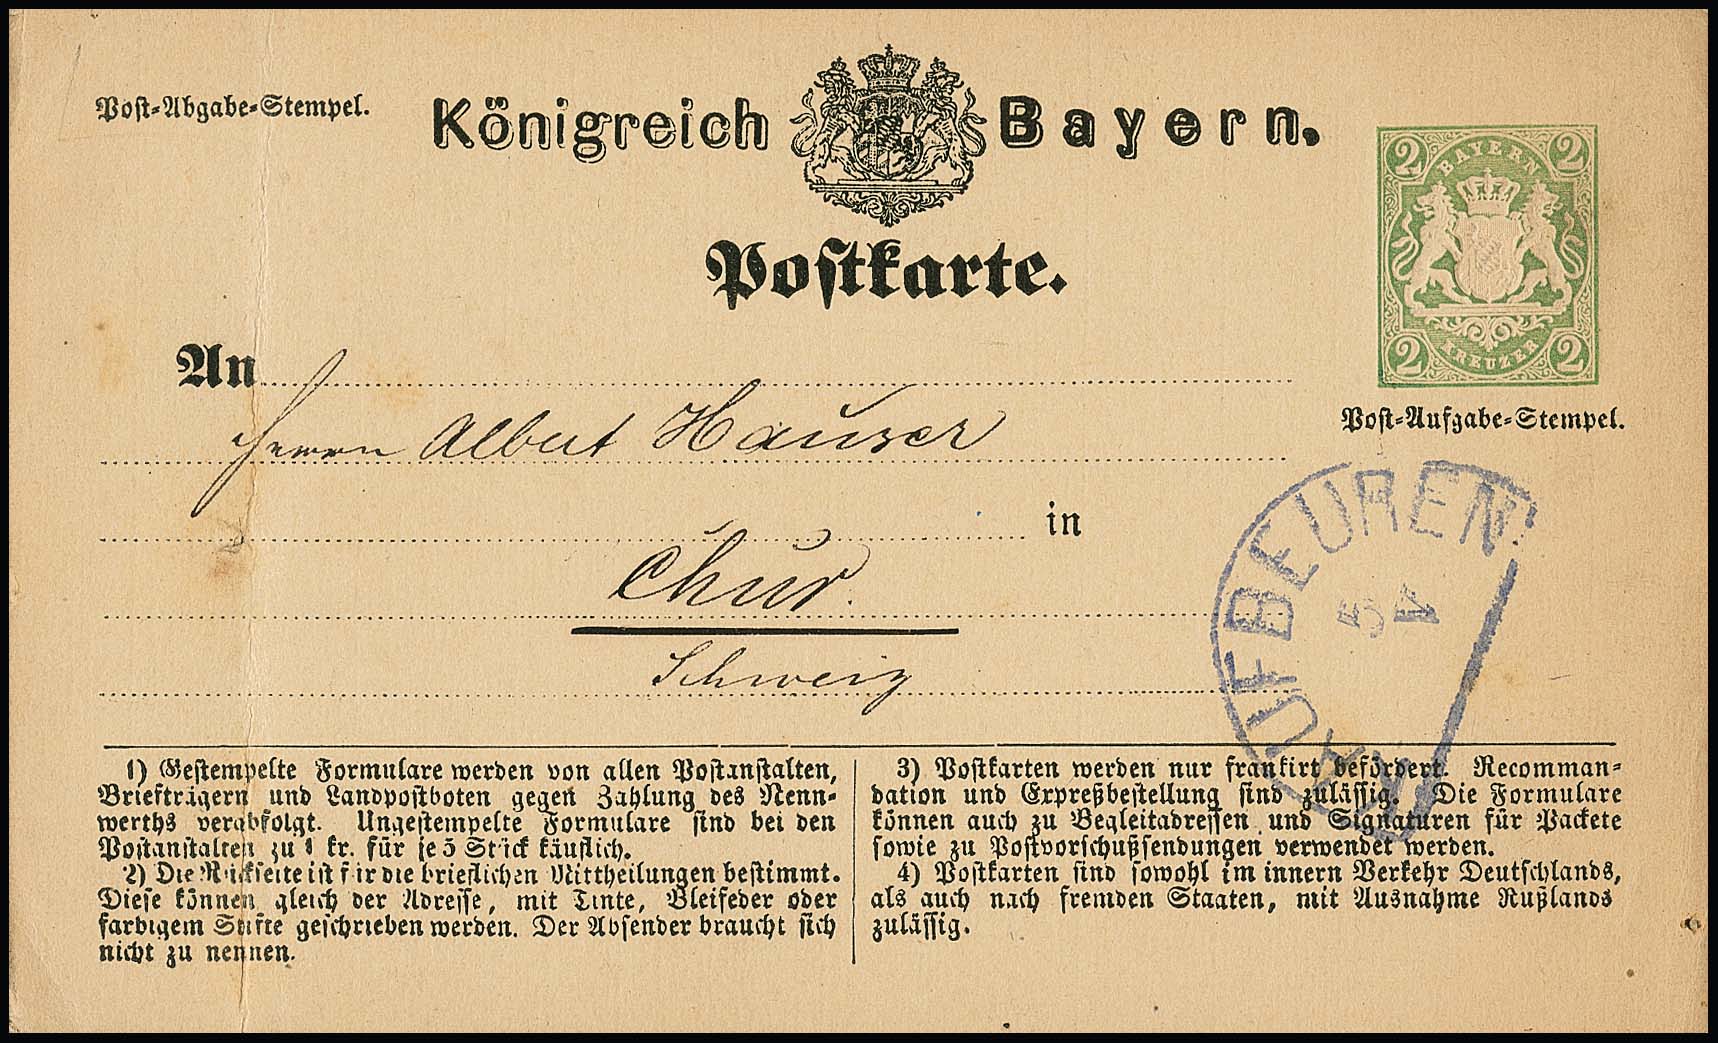 Post-Abgabe-Stempel.
Königreich Bayern.
2 BAYERN 2
2 KREUZER 2
Postkarte.
Post-Aufgabe-Stempel.
An
Herrn Albert Hauser
in
Chur.
Schweiz
KAUFBEUREN
5
V
1) Gestempelte Formulare werden von allen Postanstalten,
Briefträgern und Landpostboten gegen Zahlung des Nenn-
werths verabfolgt. Ungestempelte Formulare sind bei den
Postanstalten zu 1 kr. für je 5 Stück käuflich.
2) Die Rückseite ist für die brieflichen Mittheilungen bestimmt.
Diese können gleich der Adresse, mit Tinte, Bleifeder oder
farbigem Stifte geschrieben werden. Der Absender braucht sich
nicht zu nennen.
3) Postkarten werden nur frankirt befördert. Recomman-
dation und Expreßbestellung sind zulässig. Die Formulare
können auch zu Begleitadressen und Signaturen für Packete
sowie zu Postvorschußsendungen verwendet werden.
4) Postkarten sind sowohl im innern Verkehr Deutschlands,
als auch nach fremden Staaten, mit Ausnahme Rußlands
zulässig.